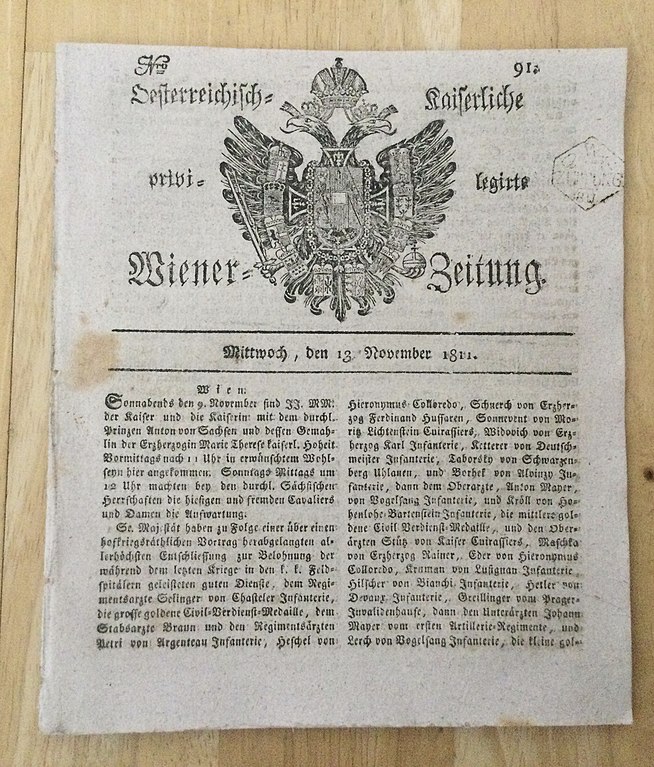 Nro 91.
Oesterreichisch= Kaiserliche
privi= legirte
Wiener= Zeitung.
Mittwoch, den 13. November 1811.
Wien.
Sonnabends den 9. November sind JJ. MM.
der Kaiser und die Kaiserin mit dem durchl.
Prinzen Anton von Sachsen und dessen Gemah=
lin der Erzherzogin Marie Therese kaiserl. Hoheit
Vormittags nach 11 Uhr in erwünschtem Wohl=
seyn hier angekommen. Sonntags Mittags um
12 Uhr machten bey den durchl. Sächsischen
Herrschaften die hiesigen und fremden Cavaliers
und Damen die Aufwartung.
Se. Majestät haben zu Folge einer über einen
hofkriegsräthlichen Vortrag herabgelangten al=
lerhöchsten Entschliessung zur Belohnung der
während dem letzten Kriege in den k. k. Feld=
spitälern geleisteten guten Dienste, dem Regi=
mentsarzte Selinger von Chasteler Infanterie,
die grosse goldene Civil=Verdienst=Medaille, dem
Stabsarzte Braun und den Regimentsärzten
Petri von Argenteau Infanterie, Heschel von
Hieronymus Colloredo, Schnerch von Erzher=
zog Ferdinand Hussaren, Sonnevent von Mo=
ritz Lichtenstein Cuirassiers, Widovich von Erz=
herzog Karl Infanterie, Ketteret von Deutsch=
meister Infanterie, Taborsky von Schwarzen=
berg Uhlanen, und Borhek von Alvinzy In=
fanterie, dann dem Oberarzte, Anton Mayer,
von Vogelsang Infanterie, und Kröll von Ho=
henlohe=Bartenstein Infanterie, die mittlere gol=
dene Civil Verdienst=Medaille, und den Ober=
ärzten Stütz von Kaiser Cuirassiers, Maschka
von Erzherzog Rainer, Eder von Hieronymus
Colloredo, Kraman von Lusignan Infanterie,
Hilscher von Bianchi Infanterie, Hetler von
Devaux Infanterie, Greillinger vom Prager=
Invalidenhause, dann den Unterärzten Johann
Mayer vom ersten Artillerie=Regimente, und
Lerch von Vogelsang Infanterie, die kleine gol=